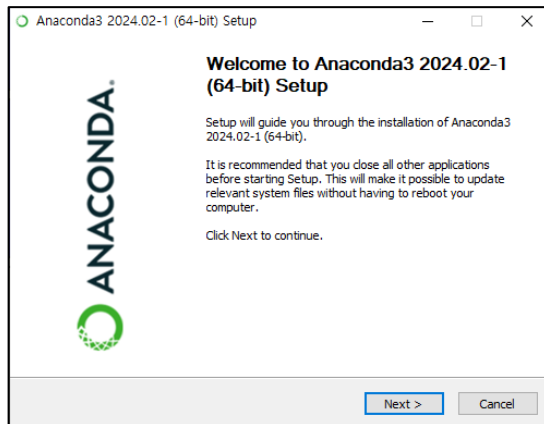 Anaconda3 2024.02-1 (64-bit) Setup
Welcome to Anaconda3 2024.02-1
(64-bit) Setup
Setup will guide you through the installation of Anaconda3
2024.02-1 (64-bit).
It is recommended that you close all other applications
before starting Setup. This will make it possible to update
relevant system files without having to reboot your
computer.
Click Next to continue.
ANACONDA.
Next >
Cancel